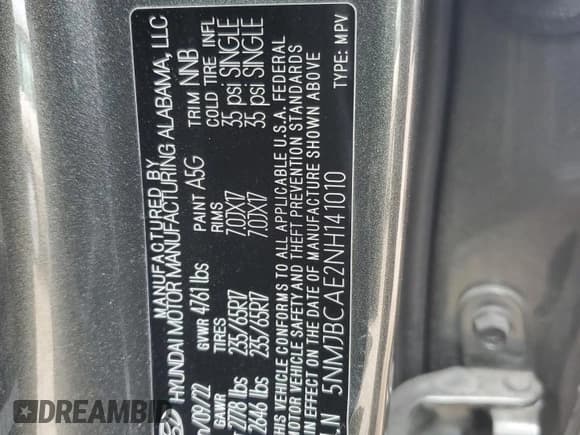 MANUFACTURED BY
HYUNDAI MOTOR MANUFACTURING ALABAMA, LLC
/09/22 GVWR 4761 lbs PAINT A5G TRIM NNB
GAWR TIRES RIMS COLD TIRE INFL
2778 lbs 235/65R17 7.0JX17 35 psi SINGLE
2646 lbs 235/65R17 7.0JX17 35 psi SINGLE
THIS VEHICLE CONFORMS TO ALL APPLICABLE U.S.A. FEDERAL
MOTOR VEHICLE SAFETY AND THEFT PREVENTION STANDARDS
IN EFFECT ON THE DATE OF MANUFACTURE SHOWN ABOVE
5NMJBCAE2NH141010 TYPE: MPV
DRIVEN AUTO CHECK